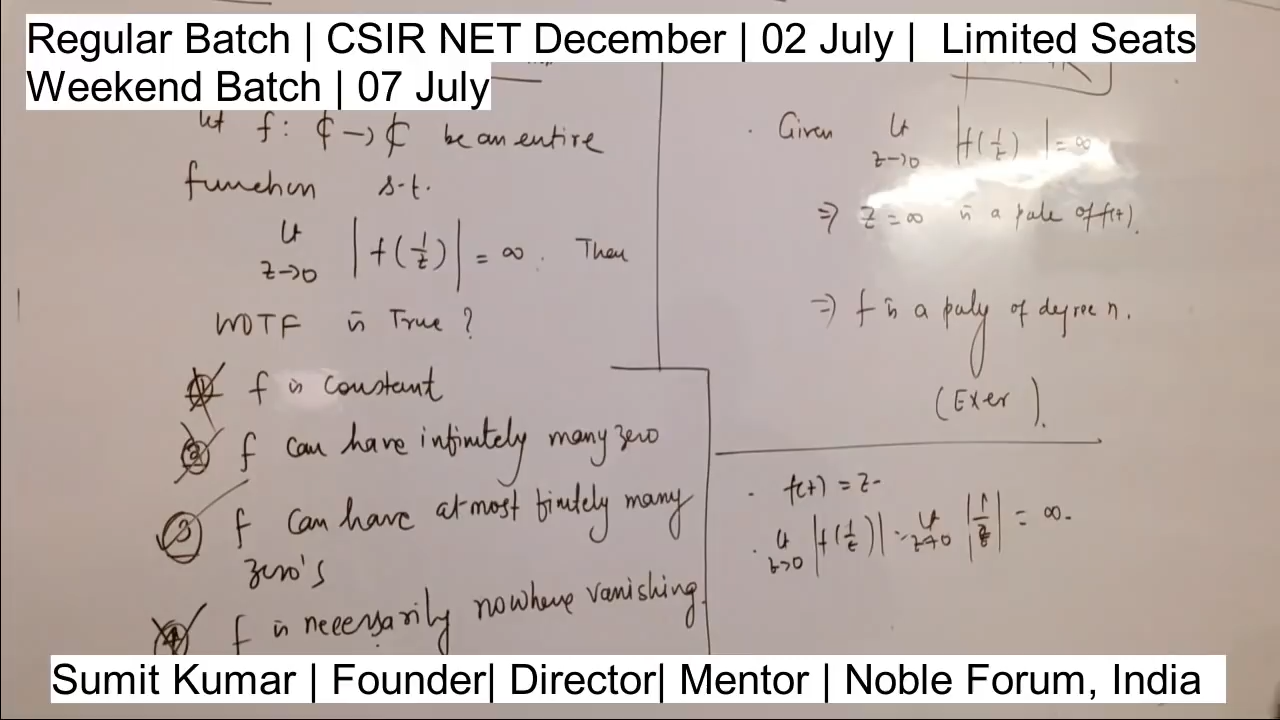 Regular Batch | CSIR NET December | 02 July | Limited Seats
Weekend Batch | 07 July
Let f: ₵ → ₵ be an entire
function s.t.
lt z→0 |f(1/z)| = ∞. Then
WOTF is True?
① f is constant
② f can have infinitely many zero
③ f can have atmost finitely many
zero's
④ f is necessarily nowhere vanishing.
. Given lt z→0 |f(1/z)| = ∞
⇒ z = ∞ is a pole of f(z).
⇒ f is a poly of degree n.
(Exer).
. f(z) = z.
. lt z→0 |f(1/z)| = lt z→0 |1/z| = ∞.
Sumit Kumar | Founder| Director| Mentor | Noble Forum, India